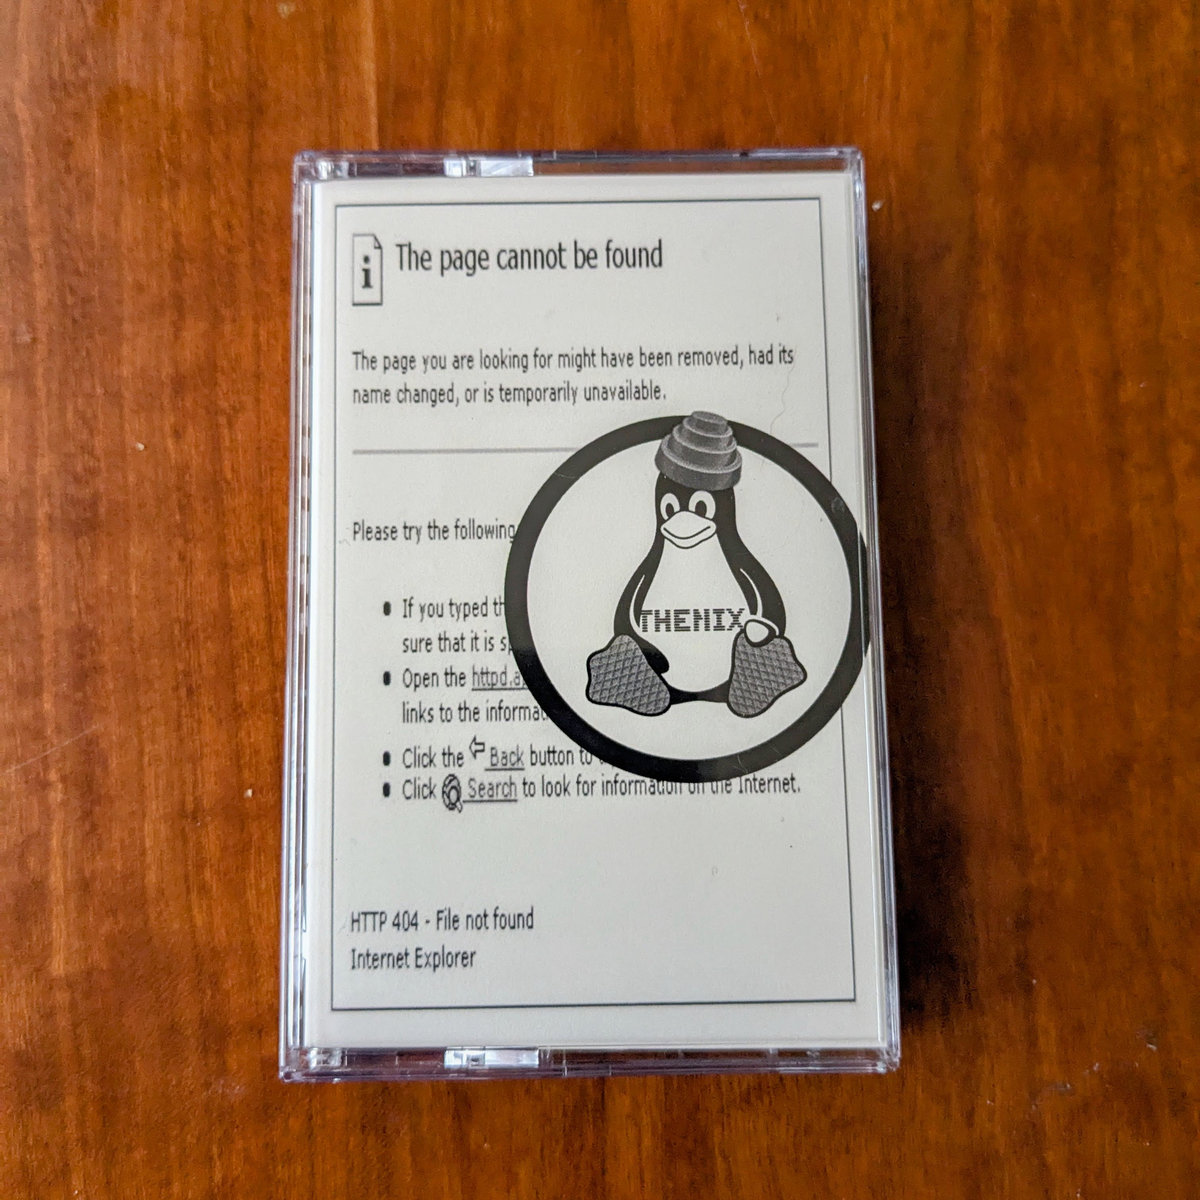 i The page cannot be found
The page you are looking for might have been removed, had its
name changed, or is temporarily unavailable.
Please try the following
If you typed th
sure that it is sp
Open the httpd.a
links to the informa
Click the Back button to
Click Search to look for information on the Internet.
THENIX
HTTP 404 - File not found
Internet Explorer